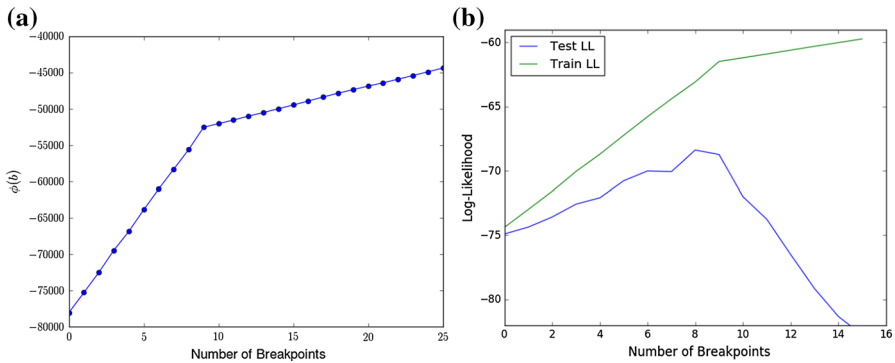 (a)
−40000
−45000
−50000
−55000
−60000
−65000
−70000
−75000
−80000
ϕ(b)
0 5 10 15 20 25
Number of Breakpoints
(b)
Test LL
Train LL
−60
−65
−70
−75
−80
Log-Likelihood
0 2 4 6 8 10 12 14 16
Number of Breakpoints